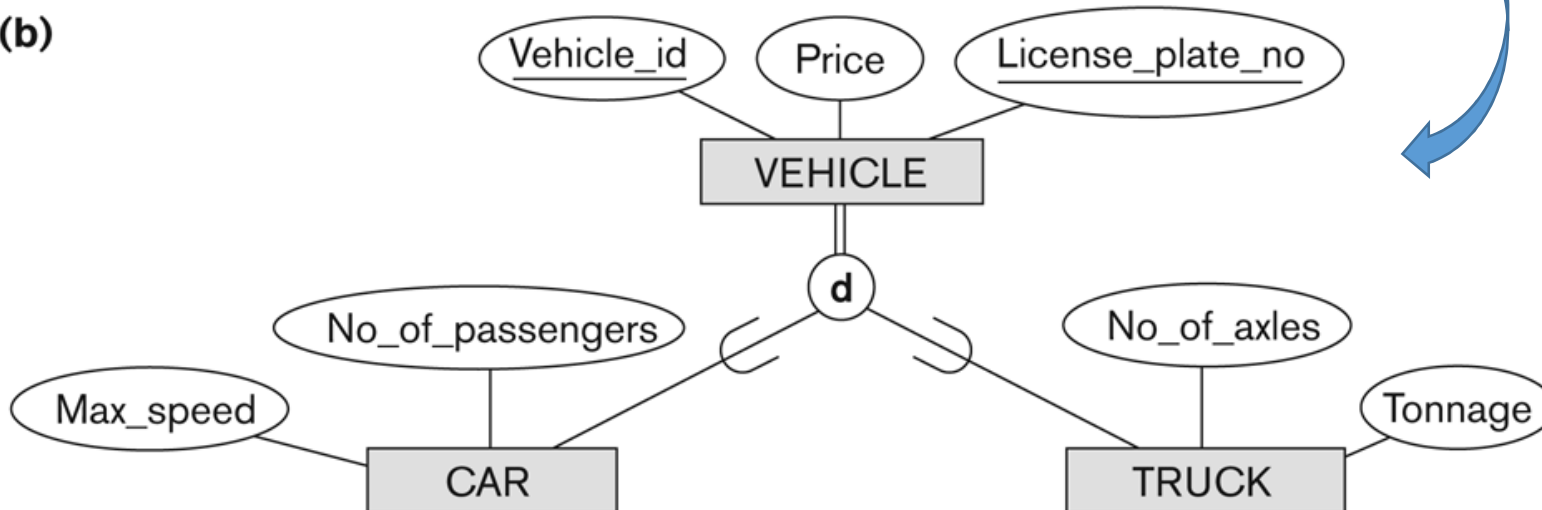 (b)
Vehicle_id
Price
License_plate_no
VEHICLE
d
No_of_passengers
No_of_axles
Max_speed
Tonnage
CAR
TRUCK